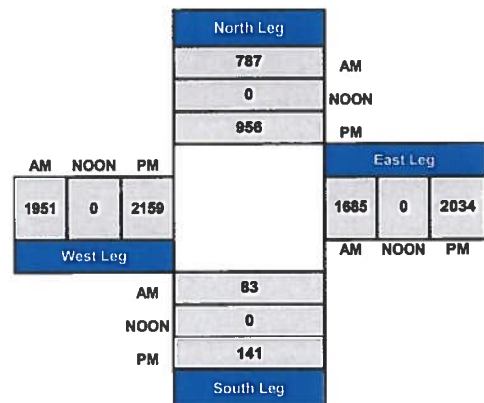 North Leg
787 AM
0 NOON
956 PM
AM NOON PM
East Leg
1951 0 2159
1685 0 2034
West Leg
AM NOON PM
AM 83
NOON 0
PM 141
South Leg